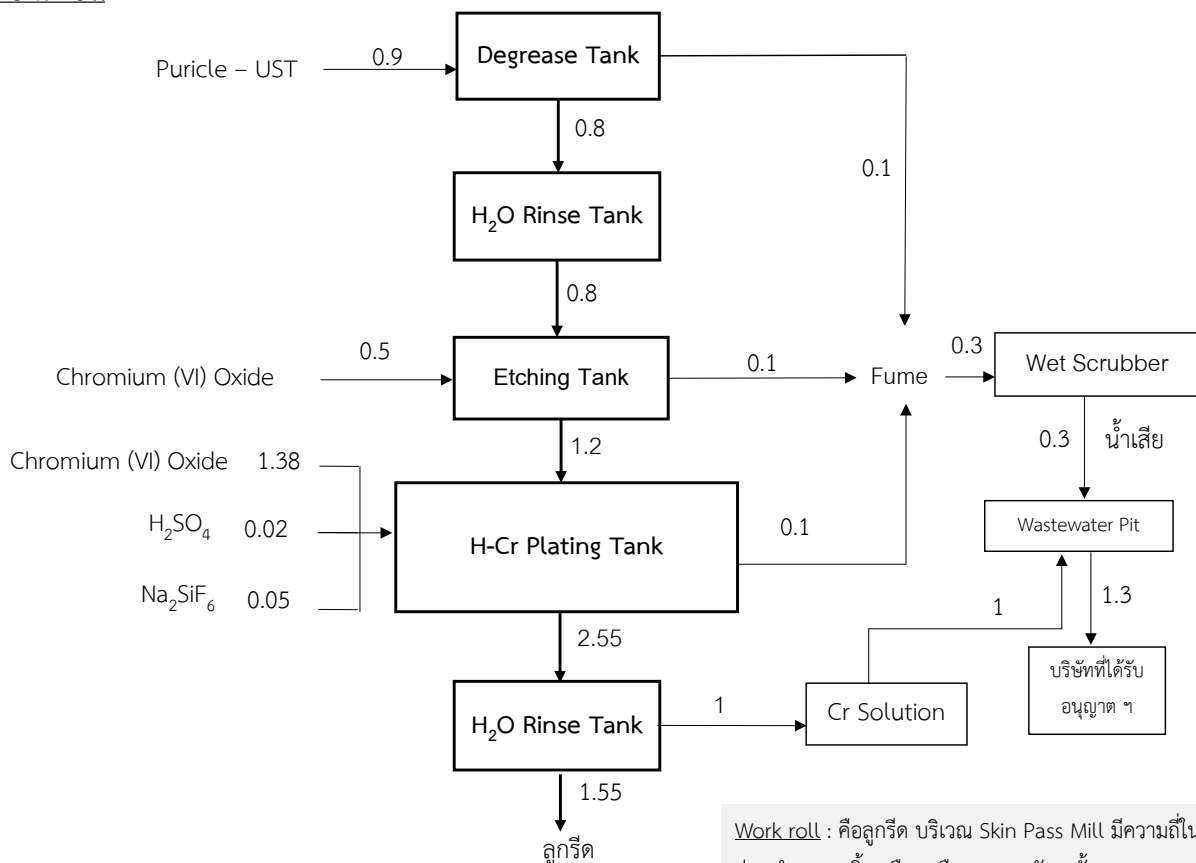 Degrease Tank
Puricle – UST
0.9
0.8
0.1
H₂O Rinse Tank
0.8
Chromium (VI) Oxide
0.5
Etching Tank
0.1
Fume
0.3
Wet Scrubber
1.2
0.3
น้ำเสีย
Chromium (VI) Oxide 1.38
H₂SO₄ 0.02
Na₂SiF₆ 0.05
H-Cr Plating Tank
0.1
Wastewater Pit
1
1.3
2.55
บริษัทที่ได้รับ
อนุญาต ฯ
H₂O Rinse Tank
1
Cr Solution
1.55
ลูกรีด
Work roll : คือลูกรีด บริเวณ Skin Pass Mill มีความถี่ใน